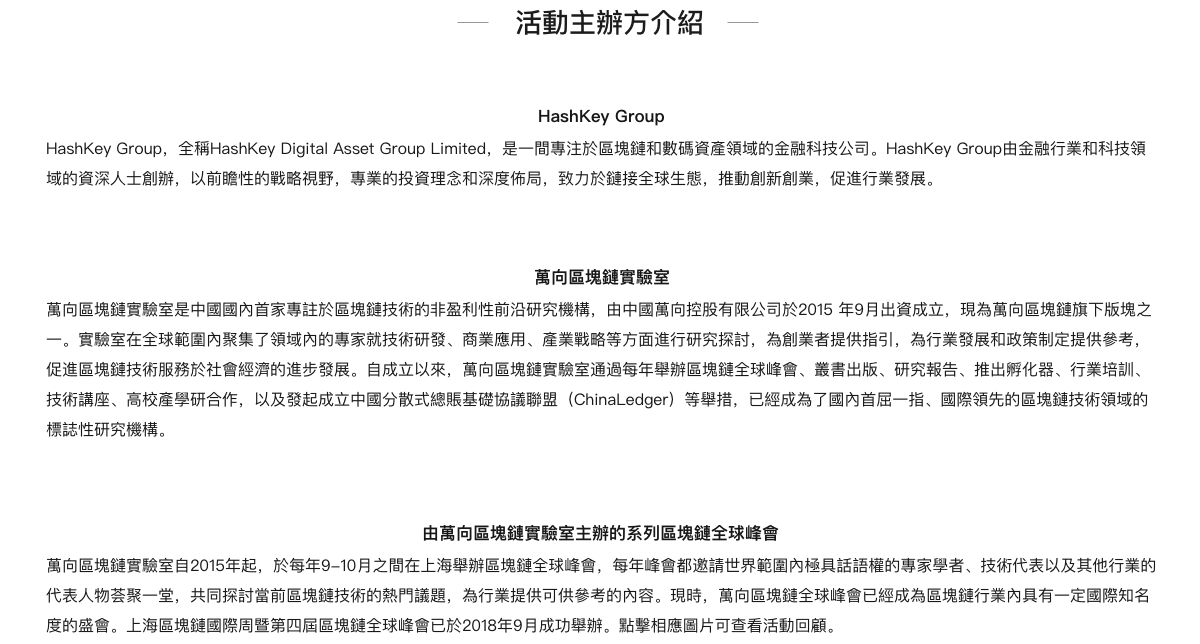 活動主辦方介紹
HashKey Group
HashKey Group，全稱HashKey Digital Asset Group Limited，是一間專注於區塊鏈和數碼資產領域的金融科技公司。HashKey Group由金融行業和科技領
域的資深人士創辦，以前瞻性的戰略視野，專業的投資理念和深度佈局，致力於鏈接全球生態，推動創新創業，促進行業發展。
萬向區塊鏈實驗室
萬向區塊鏈實驗室是中國國內首家專註於區塊鏈技術的非盈利性前沿研究機構，由中國萬向控股有限公司於2015 年9月出資成立，現為萬向區塊鏈旗下版塊之
一。實驗室在全球範圍內聚集了領域內的專家就技術研發、商業應用、產業戰略等方面進行研究探討，為創業者提供指引，為行業發展和政策制定提供參考，
促進區塊鏈技術服務於社會經濟的進步發展。自成立以來，萬向區塊鏈實驗室通過每年舉辦區塊鏈全球峰會、叢書出版、研究報告、推出孵化器、行業培訓、
技術講座、高校產學研合作，以及發起成立中國分散式總賬基礎協議聯盟（ChinaLedger）等舉措，已經成為了國內首屈一指、國際領先的區塊鏈技術領域的
標誌性研究機構。
由萬向區塊鏈實驗室主辦的系列區塊鏈全球峰會
萬向區塊鏈實驗室自2015年起，於每年9-10月之間在上海舉辦區塊鏈全球峰會，每年峰會都邀請世界範圍內極具話語權的專家學者、技術代表以及其他行業的
代表人物荟聚一堂，共同探討當前區塊鏈技術的熱門議題，為行業提供可供參考的內容。現時，萬向區塊鏈全球峰會已經成為區塊鏈行業內具有一定國際知名
度的盛會。上海區塊鏈國際周暨第四屆區塊鏈全球峰會已於2018年9月成功舉辦。點擊相應圖片可查看活動回顧。